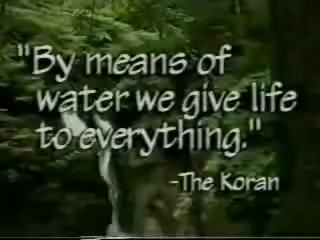 "By means of
water we give life
to everything."
-The Koran